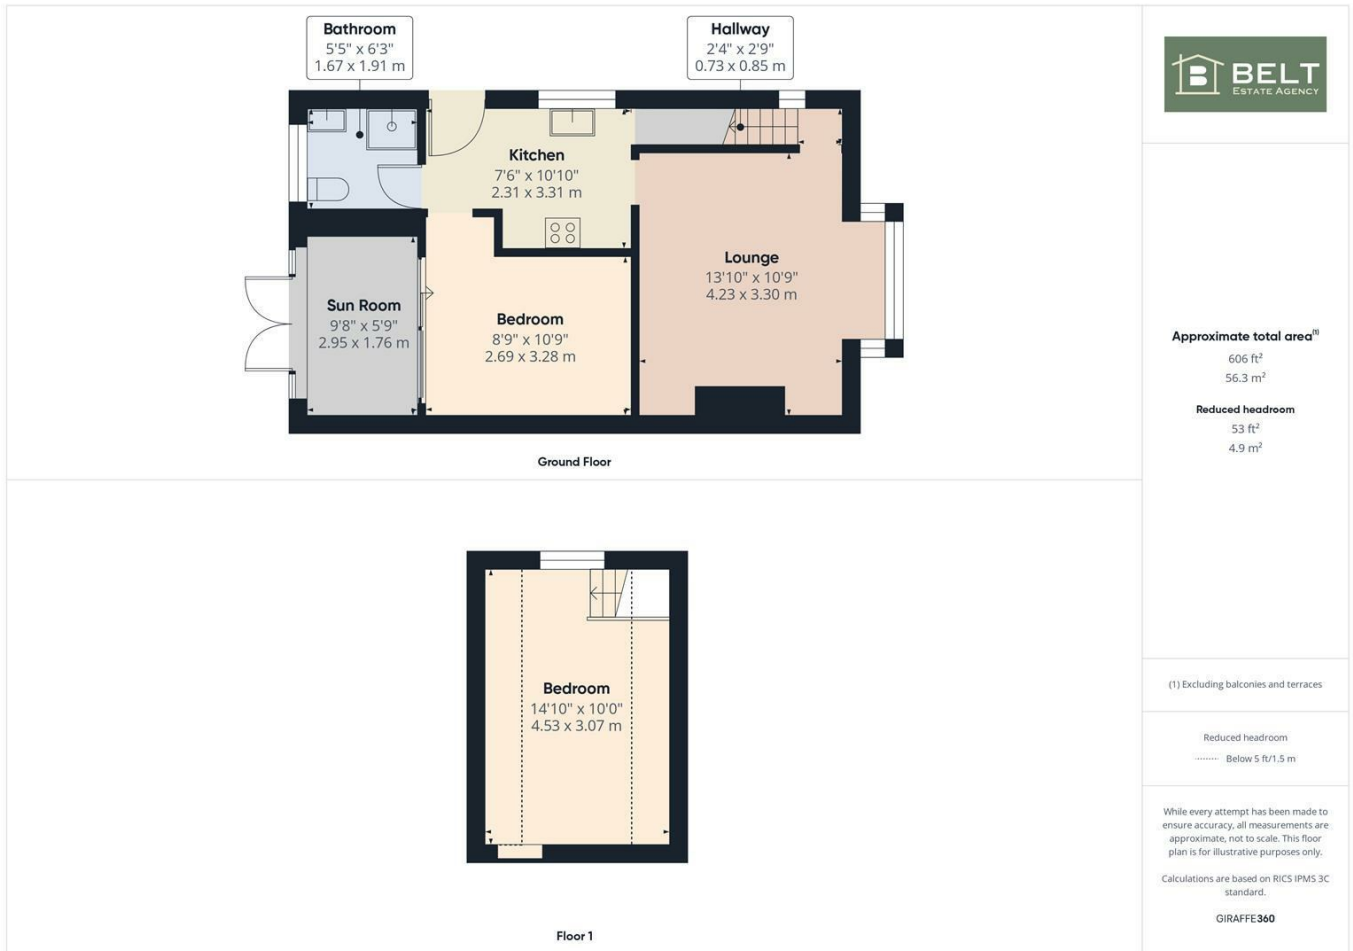 Bathroom
5'5" x 6'3"
1.67 x 1.91 m
Hallway
2'4" x 2'9"
0.73 x 0.85 m
Kitchen
7'6" x 10'10"
2.31 x 3.31 m
Lounge
13'10" x 10'9"
4.23 x 3.30 m
Sun Room
9'8" x 5'9"
2.95 x 1.76 m
Bedroom
8'9" x 10'9"
2.69 x 3.28 m
Ground Floor
Bedroom
14'10" x 10'0"
4.53 x 3.07 m
Floor 1
B BELT
ESTATE AGENCY
Approximate total area(1)
606 ft²
56.3 m²
Reduced headroom
53 ft²
4.9 m²
(1) Excluding balconies and terraces
Reduced headroom
Below 5 ft/1.5 m
While every attempt has been made to
ensure accuracy, all measurements are
approximate, not to scale. This floor
plan is for illustrative purposes only.
Calculations are based on RICS IPMS 3C
standard.
GIRAFFE360